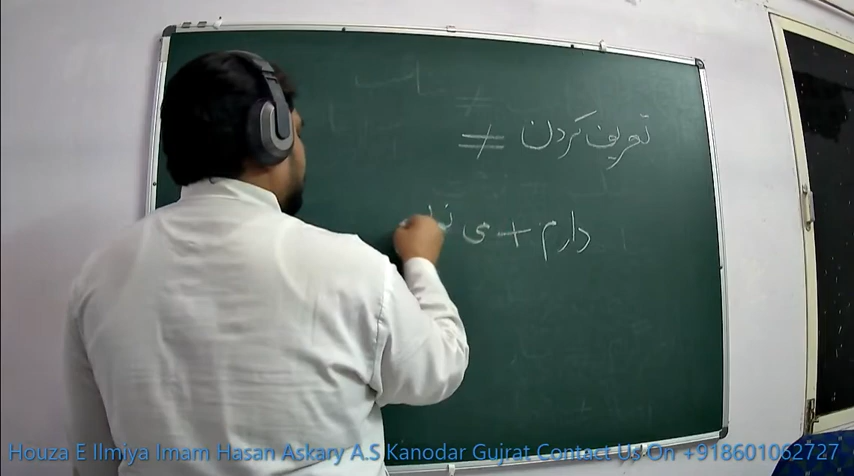 تعریف کردن ≠
دارم + می
Houza E Ilmiya Imam Hasan Askary A.S Kanodar Gujrat Contact Us On +918601062727